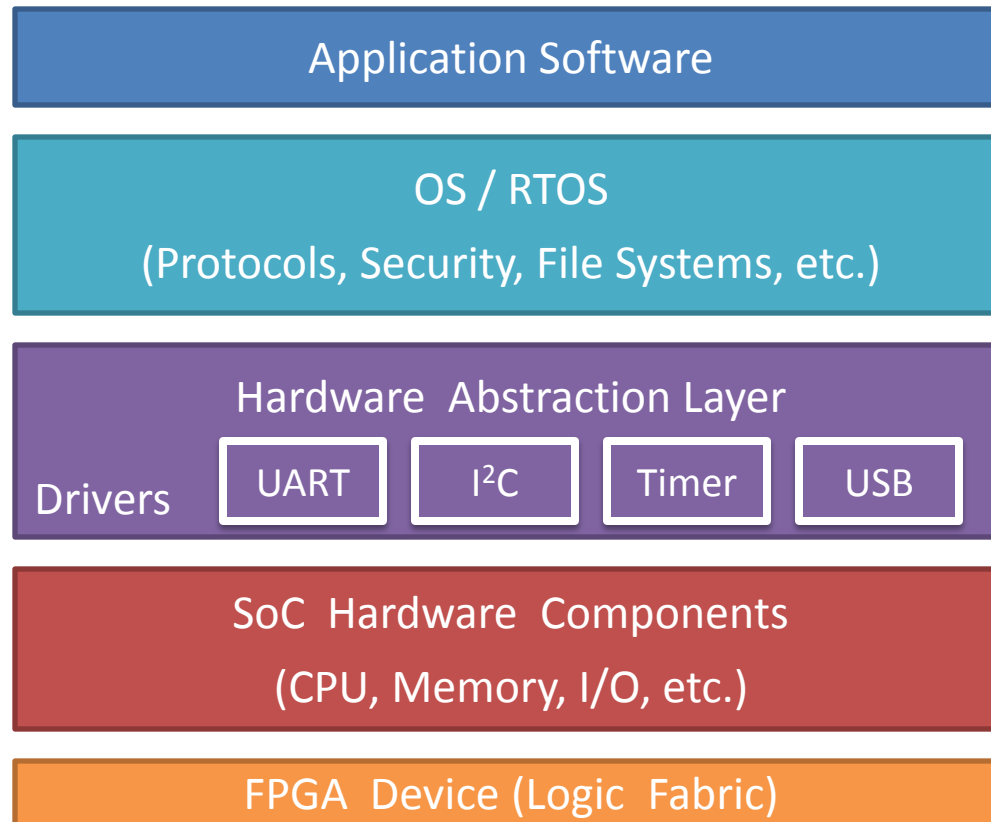 Application Software
OS / RTOS
(Protocols, Security, File Systems, etc.)
Hardware Abstraction Layer
Drivers UART I²C Timer USB
SoC Hardware Components
(CPU, Memory, I/O, etc.)
FPGA Device (Logic Fabric)